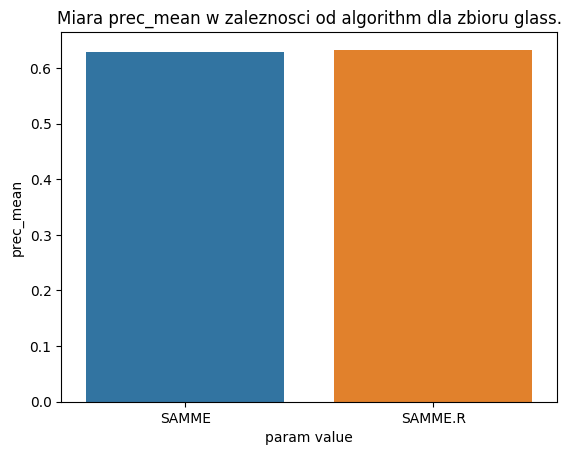 Miara prec_mean w zaleznosci od algorithm dla zbioru glass.
prec_mean
0.6
0.5
0.4
0.3
0.2
0.1
0.0
SAMME
SAMME.R
param value